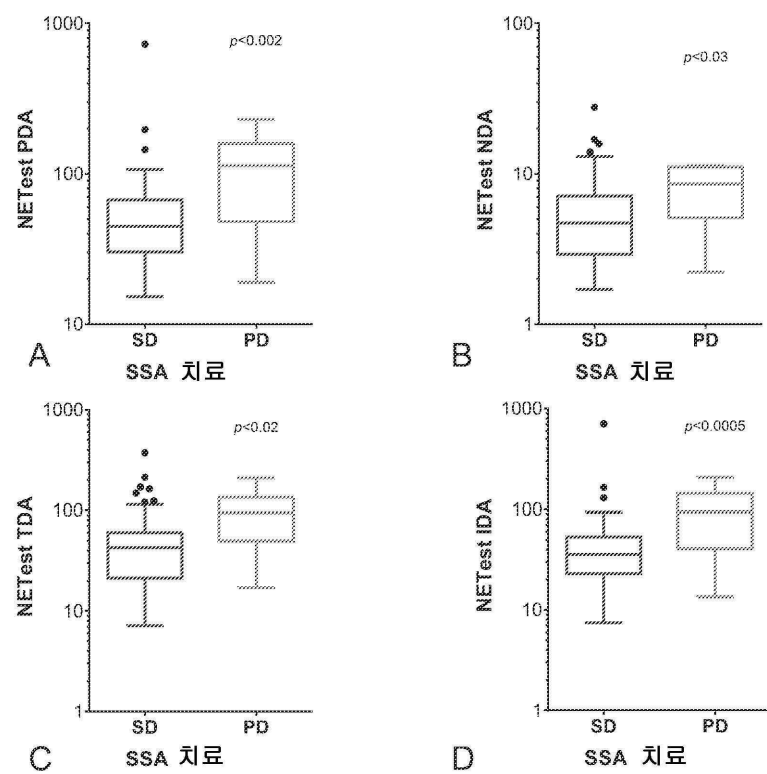 1000
100
10
NETest PDA
p<0.002
SD
PD
SSA 치료
A
100
10
1
NETest NDA
p<0.03
SD
PD
SSA 치료
B
1000
100
10
1
NETest TDA
p<0.02
SD
PD
SSA 치료
C
1000
100
10
1
NETest IDA
p<0.0005
SD
PD
SSA 치료
D